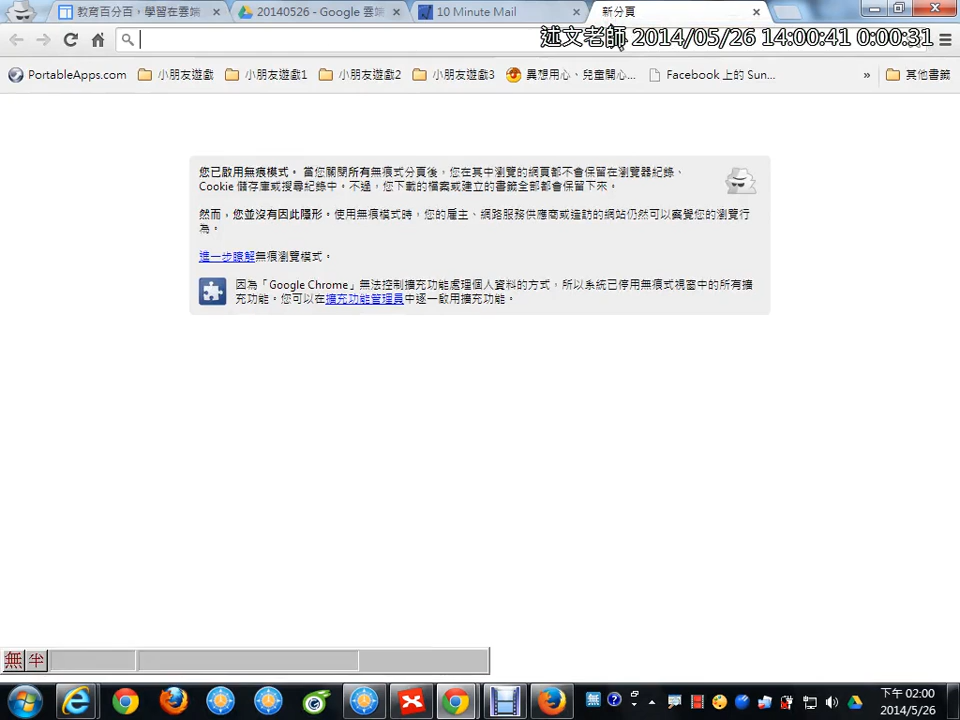 教育百分百，學習在雲端
20140526 - Google 雲端
10 Minute Mail
新分頁
述文老師 2014/05/26 14:00:41 0:00:31
PortableApps.com
小朋友遊戲
小朋友遊戲1
小朋友遊戲2
小朋友遊戲3
異想用心、兒童開心...
Facebook 上的 Sun...
»
其他書籤
您已啟用無痕模式。當您關閉所有無痕式分頁後，您在其中瀏覽的網頁都不會保留在瀏覽器紀錄、
Cookie 儲存庫或搜尋紀錄中。不過，您下載的檔案或建立的書籤全部都會保留下來。
然而，您並沒有因此隱形。使用無痕模式時，您的雇主、網路服務供應商或造訪的網站仍然可以察覺您的瀏覽行
為。
進一步瞭解無痕瀏覽模式。
因為「Google Chrome」無法控制擴充功能處理個人資料的方式，所以系統已停用無痕式視窗中的所有擴
充功能。您可以在擴充功能管理員中逐一啟用擴充功能。
無 半
無
下午 02:00
2014/5/26